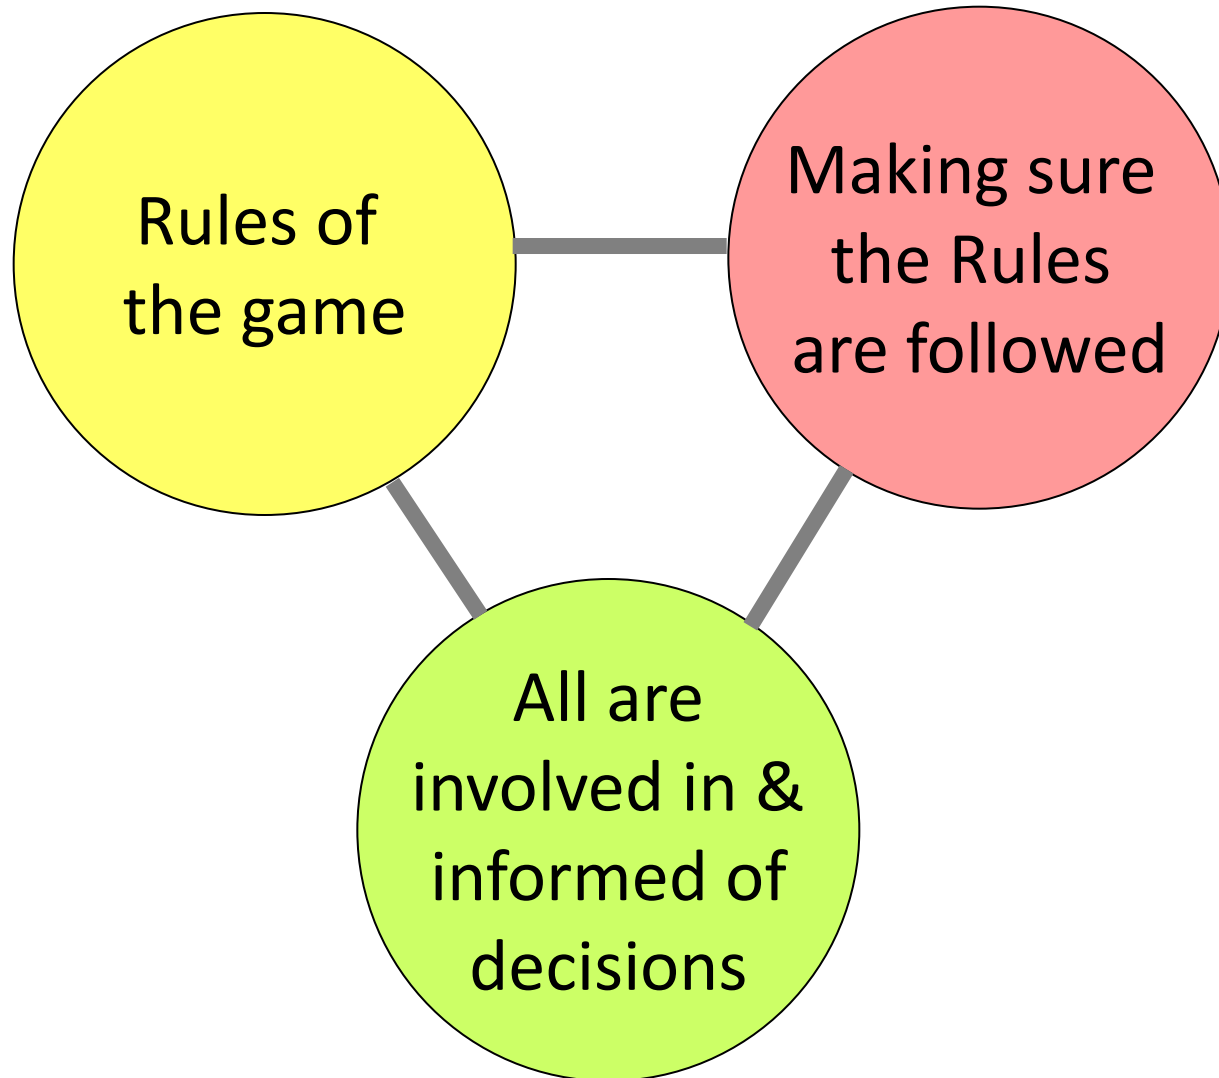 Rules of
the game
Making sure
the Rules
are followed
All are
involved in &
informed of
decisions